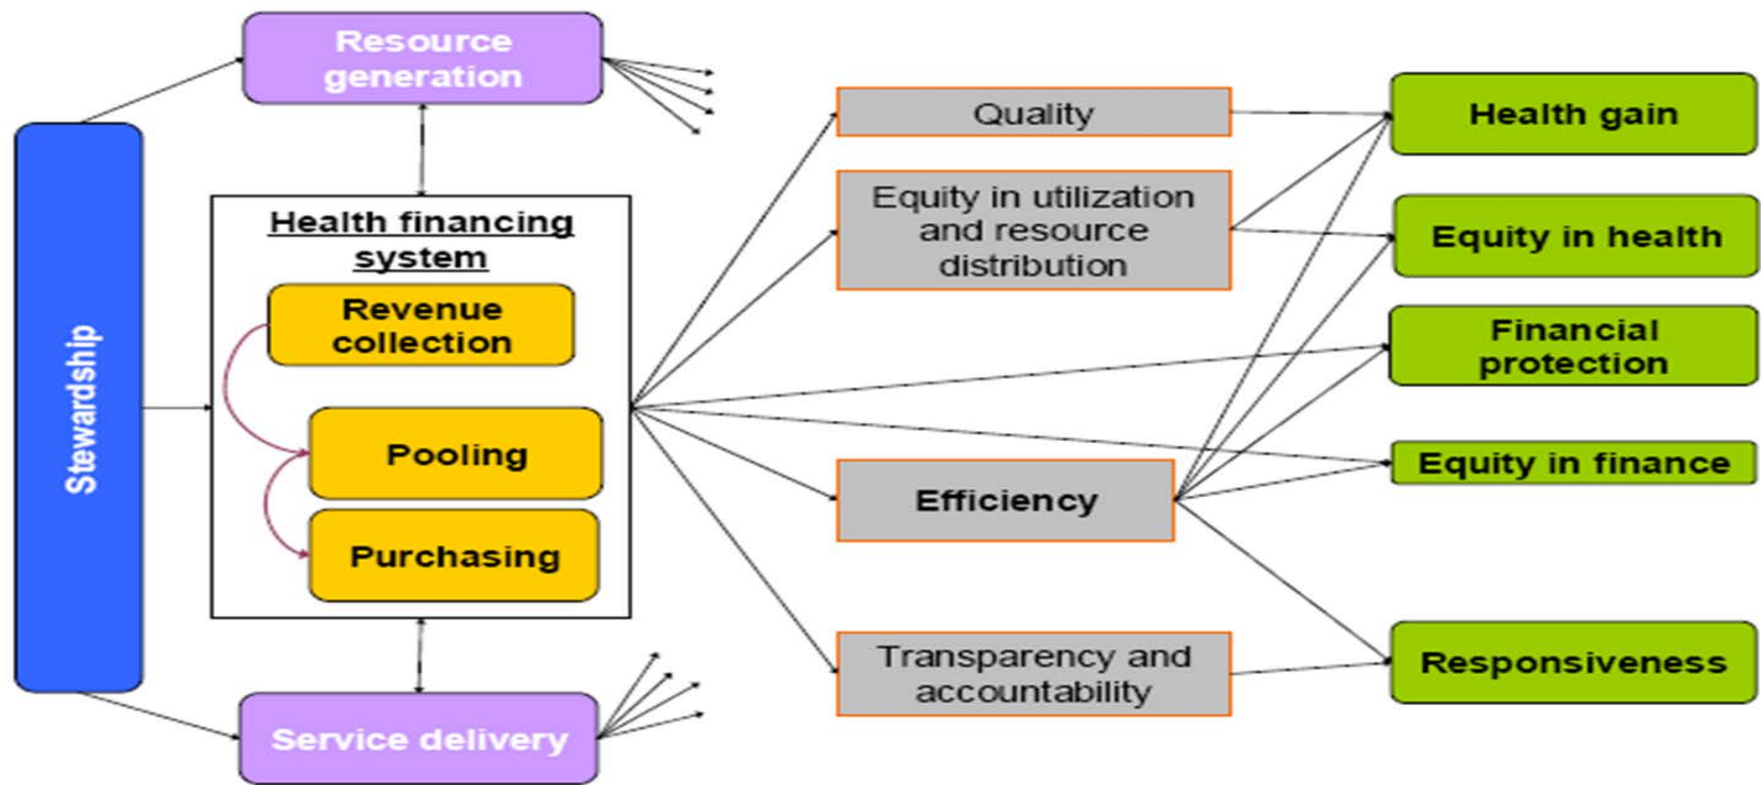 Stewardship
Resource
generation
Health financing
system
Revenue
collection
Pooling
Purchasing
Service delivery
Quality
Equity in utilization
and resource
distribution
Efficiency
Transparency and
accountability
Health gain
Equity in health
Financial
protection
Equity in finance
Responsiveness